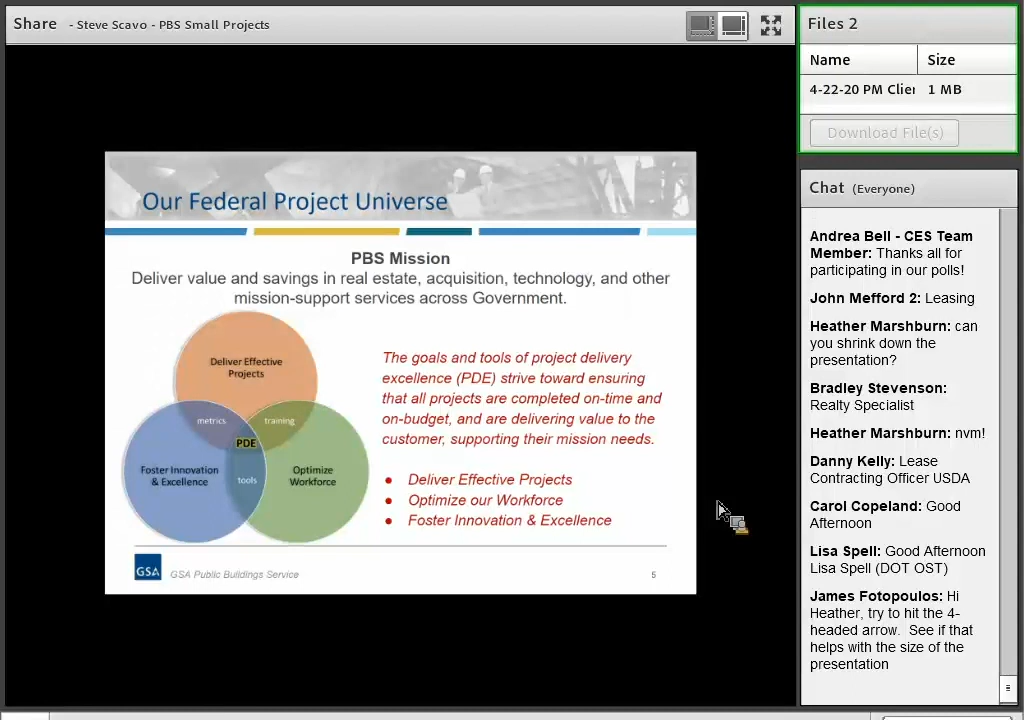 Share - Steve Scavo - PBS Small Projects
Our Federal Project Universe
PBS Mission
Deliver value and savings in real estate, acquisition, technology, and other
mission-support services across Government.
Deliver Effective
Projects
metrics
training
PDE
Foster Innovation
& Excellence
tools
Optimize
Workforce
The goals and tools of project delivery
excellence (PDE) strive toward ensuring
that all projects are completed on-time and
on-budget, and are delivering value to the
customer, supporting their mission needs.
● Deliver Effective Projects
● Optimize our Workforce
● Foster Innovation & Excellence
GSA
GSA Public Buildings Service
5
Files 2
Name Size
4-22-20 PM Clier 1 MB
Download File(s)
Chat (Everyone)
Andrea Bell - CES Team
Member: Thanks all for
participating in our polls!
John Mefford 2: Leasing
Heather Marshburn: can
you shrink down the
presentation?
Bradley Stevenson:
Realty Specialist
Heather Marshburn: nvm!
Danny Kelly: Lease
Contracting Officer USDA
Carol Copeland: Good
Afternoon
Lisa Spell: Good Afternoon
Lisa Spell (DOT OST)
James Fotopoulos: Hi
Heather, try to hit the 4-
headed arrow. See if that
helps with the size of the
presentation